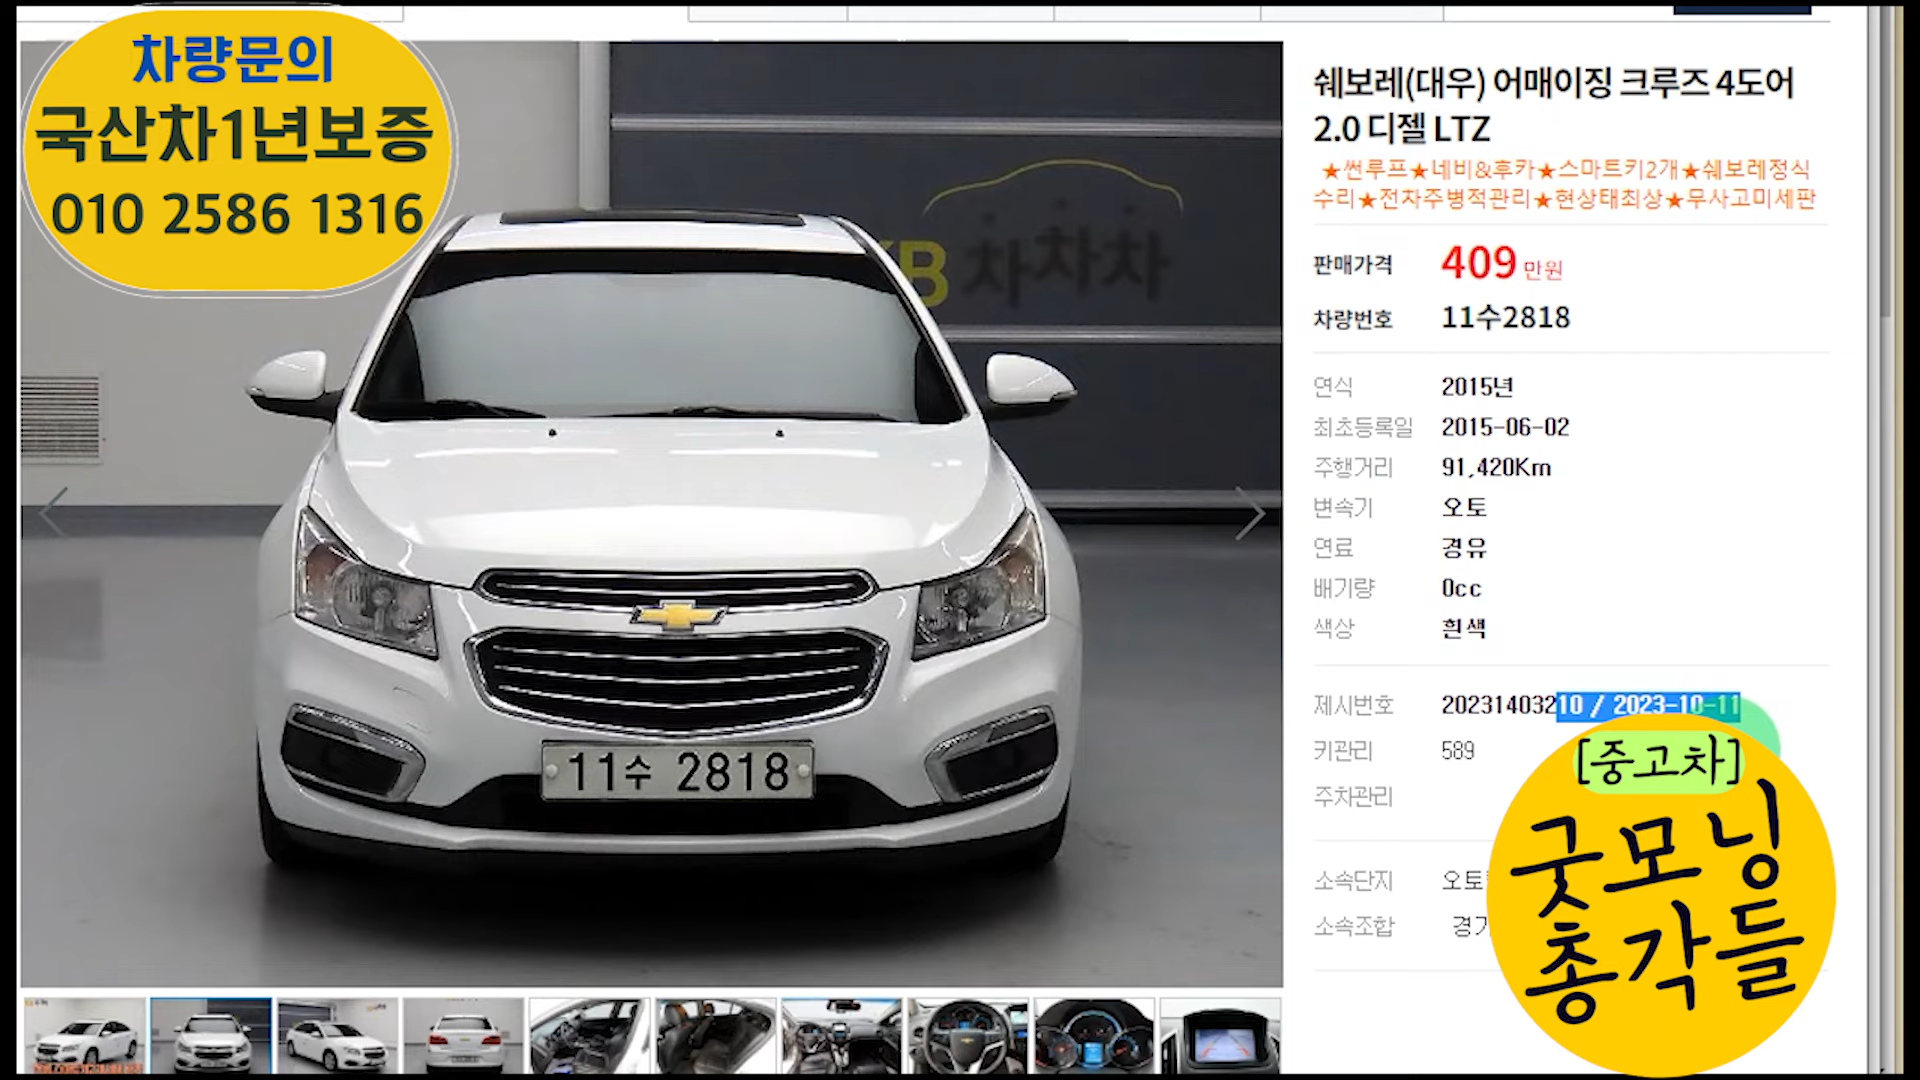 차량문의
국산차1년보증
010 2586 1316
차차차
11수 2818
쉐보레(대우) 어매이징 크루즈 4도어
2.0 디젤 LTZ
★썬루프★네비&후카★스마트키2개★쉐보레정식
수리★전차주병적관리★현상태최상★무사고미세판
판매가격 409 만원
차량번호 11수2818
연식 2015년
최초등록일 2015-06-02
주행거리 91,420Km
변속기 오토
연료 경유
배기량 0cc
색상 흰색
제시번호 20231403210 / 2023-10-11
키관리 589
주차관리
소속단지 오토
소속조합 경기
[중고차]
굿모닝
총각들